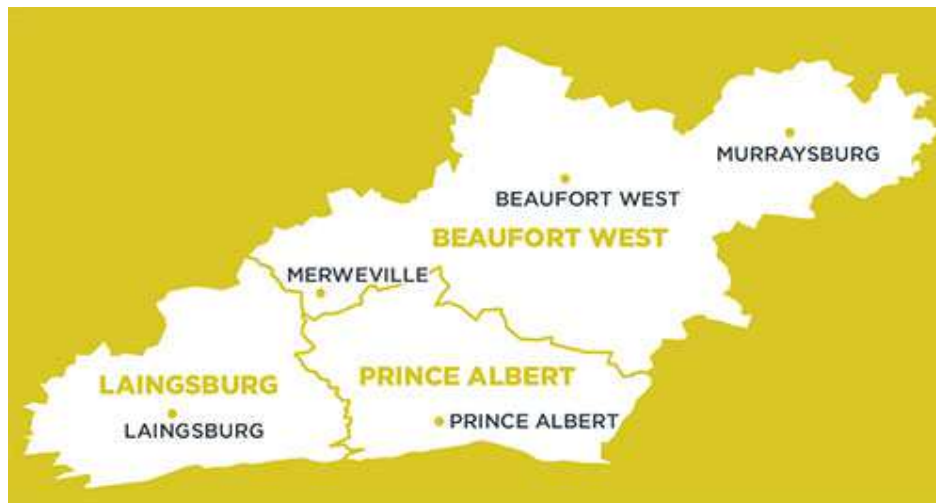 MURRAYSBURG
BEAUFORT WEST
BEAUFORT WEST
MERWEVILLE
LAINGSBURG
PRINCE ALBERT
LAINGSBURG
PRINCE ALBERT